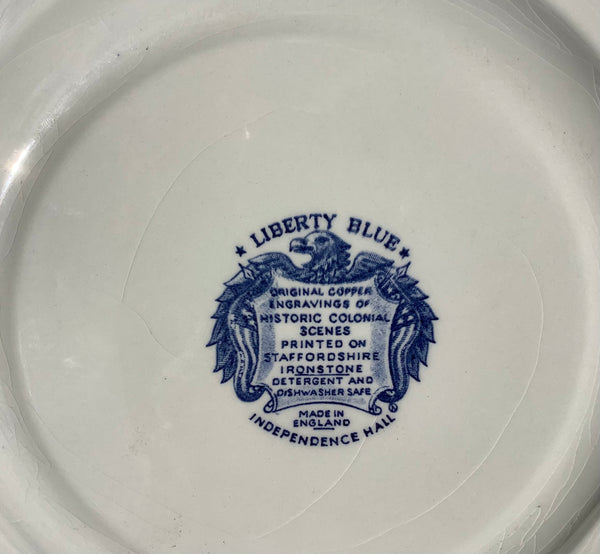 ★ LIBERTY BLUE ★
ORIGINAL COPPER
ENGRAVINGS OF
HISTORIC COLONIAL
SCENES
PRINTED ON
STAFFORDSHIRE
IRONSTONE
DETERGENT AND
DISHWASHER SAFE
MADE IN
ENGLAND
INDEPENDENCE HALL